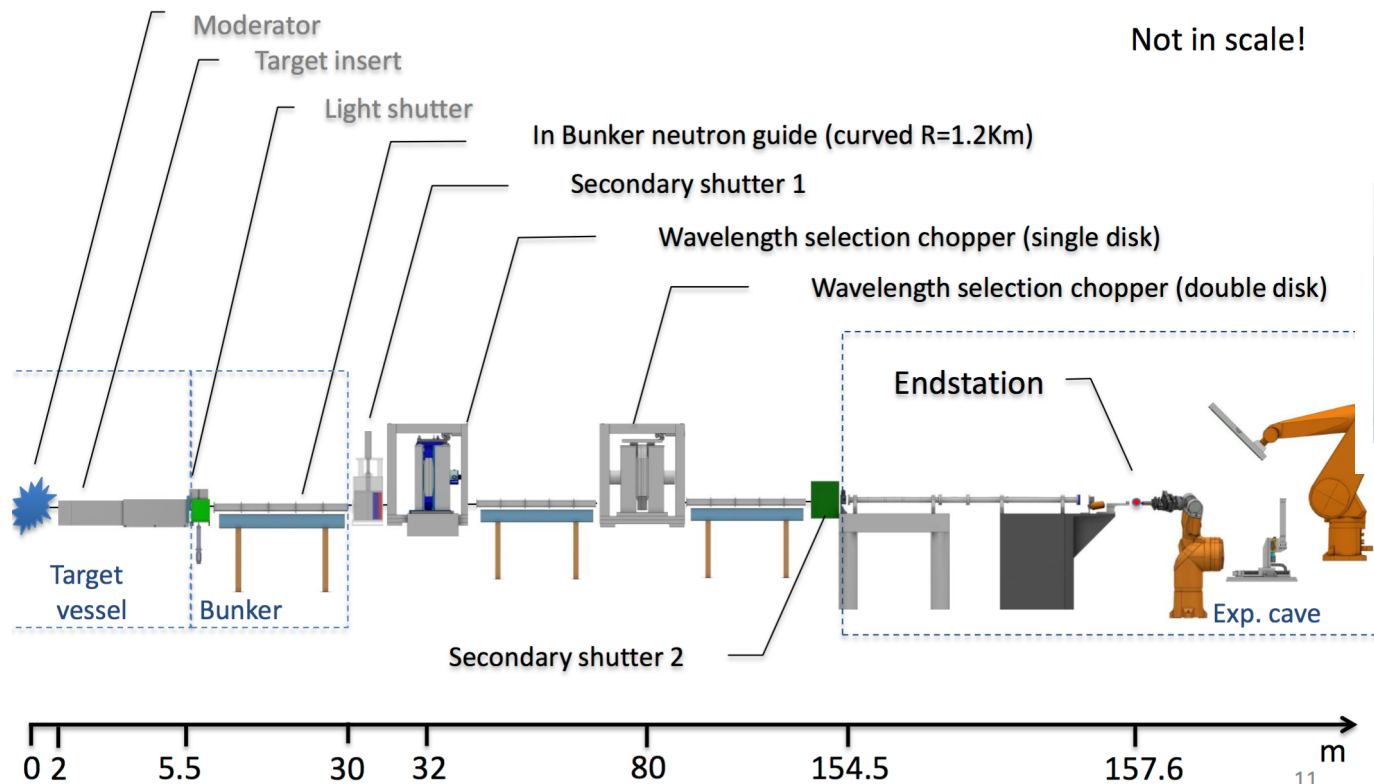 Moderator
Not in scale!
Target insert
Light shutter
In Bunker neutron guide (curved R=1.2Km)
Secondary shutter 1
Wavelength selection chopper (single disk)
Wavelength selection chopper (double disk)
Endstation
Target
vessel
Bunker
Exp. cave
Secondary shutter 2
0 2 5.5 30 32 80 154.5 157.6 m
11